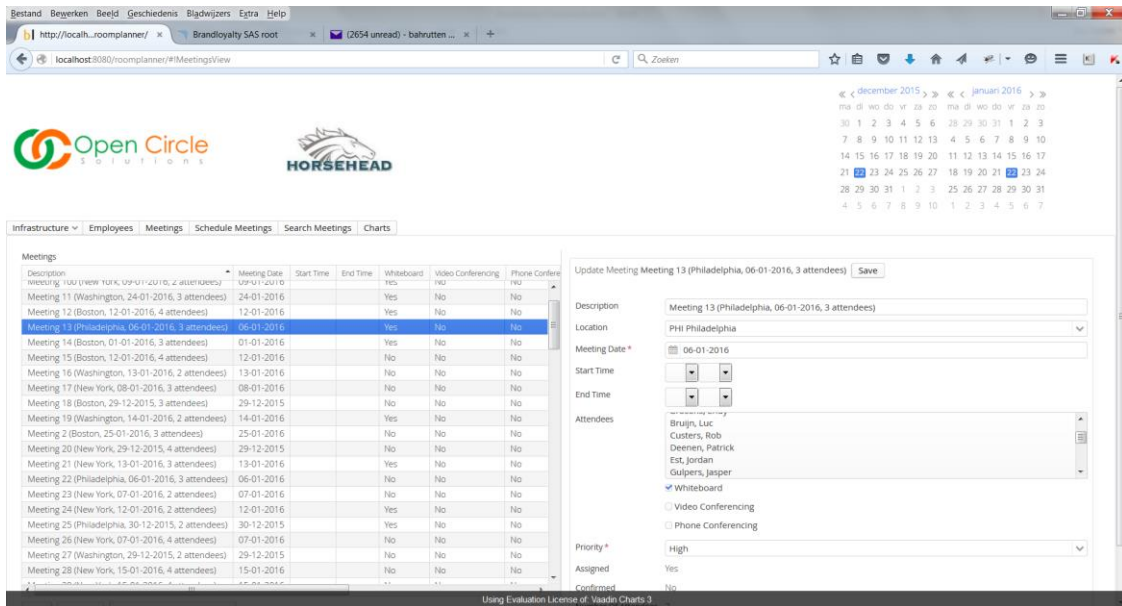 Bestand Bewerken Beeld Geschiedenis Bladwijzers Extra Help
http://localh...roomplanner/ × Brandloyalty SAS root × (2654 unread) - bahrutten ... × +
localhost:8080/roomplanner/#!MeetingsView Zoeken
december 2015 januari 2016
ma di wo do vr za zo ma di wo do vr za zo
30 1 2 3 4 5 6 28 29 30 31 1 2 3
7 8 9 10 11 12 13 4 5 6 7 8 9 10
14 15 16 17 18 19 20 11 12 13 14 15 16 17
21 22 23 24 25 26 27 18 19 20 21 22 23 24
28 29 30 31 1 2 3 25 26 27 28 29 30 31
4 5 6 7 8 9 10 1 2 3 4 5 6 7
Open Circle
Solutions
HORSEHEAD
Infrastructure Employees Meetings Schedule Meetings Search Meetings Charts
Meetings
Description Meeting Date Start Time End Time Whiteboard Video Conferencing Phone Confere
Meeting 100 (New York, 09-01-2016, 2 attendees) 09-01-2016 Yes No No
Meeting 11 (Washington, 24-01-2016, 3 attendees) 24-01-2016 Yes No No
Meeting 12 (Boston, 12-01-2016, 4 attendees) 12-01-2016 Yes No No
Meeting 13 (Philadelphia, 06-01-2016, 3 attendees) 06-01-2016 Yes No No
Meeting 14 (Boston, 01-01-2016, 3 attendees) 01-01-2016 Yes No No
Meeting 15 (Boston, 12-01-2016, 4 attendees) 12-01-2016 No No No
Meeting 16 (Washington, 13-01-2016, 2 attendees) 13-01-2016 No No No
Meeting 17 (New York, 08-01-2016, 3 attendees) 08-01-2016 No No No
Meeting 18 (Boston, 29-12-2015, 3 attendees) 29-12-2015 No No No
Meeting 19 (Washington, 14-01-2016, 2 attendees) 14-01-2016 Yes No No
Meeting 2 (Boston, 25-01-2016, 3 attendees) 25-01-2016 No No No
Meeting 20 (New York, 29-12-2015, 4 attendees) 29-12-2015 No No No
Meeting 21 (New York, 13-01-2016, 3 attendees) 13-01-2016 Yes No No
Meeting 22 (Philadelphia, 06-01-2016, 3 attendees) 06-01-2016 No No No
Meeting 23 (New York, 07-01-2016, 2 attendees) 07-01-2016 No No No
Meeting 24 (New York, 12-01-2016, 2 attendees) 12-01-2016 Yes No No
Meeting 25 (Philadelphia, 30-12-2015, 2 attendees) 30-12-2015 Yes No No
Meeting 26 (New York, 07-01-2016, 4 attendees) 07-01-2016 No No No
Meeting 27 (Washington, 29-12-2015, 2 attendees) 29-12-2015 No No No
Meeting 28 (New York, 15-01-2016, 4 attendees) 15-01-2016 No No No
Update Meeting Meeting 13 (Philadelphia, 06-01-2016, 3 attendees) Save
Description Meeting 13 (Philadelphia, 06-01-2016, 3 attendees)
Location PHI Philadelphia
Meeting Date * 06-01-2016
Start Time
End Time
Attendees
Bruijn, Luc
Custers, Rob
Deenen, Patrick
Est, Jordan
Gulpers, Jasper
Whiteboard
Video Conferencing
Phone Conferencing
Priority * High
Assigned Yes
Confirmed No
Using Evaluation License of: Vaadin Charts 3